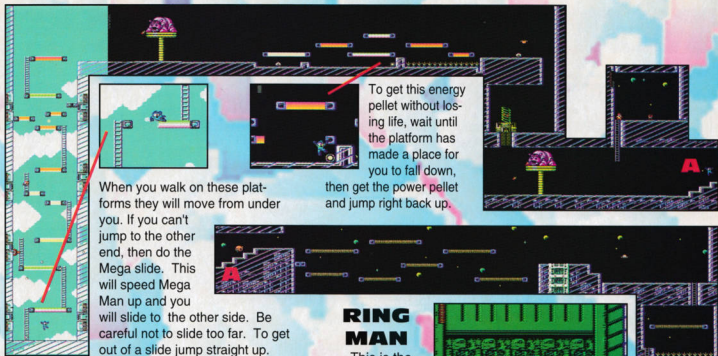 To get this energy
pellet without los-
ing life, wait until
the platform has
made a place for
you to fall down,
then get the power pellet
and jump right back up.
When you walk on these plat-
forms they will move from under
you. If you can't
jump to the other
end, then do the
Mega slide. This
will speed Mega
Man up and you
will slide to the other side. Be
careful not to slide too far. To get
out of a slide jump straight up.
A
A
RING
MAN
This is the